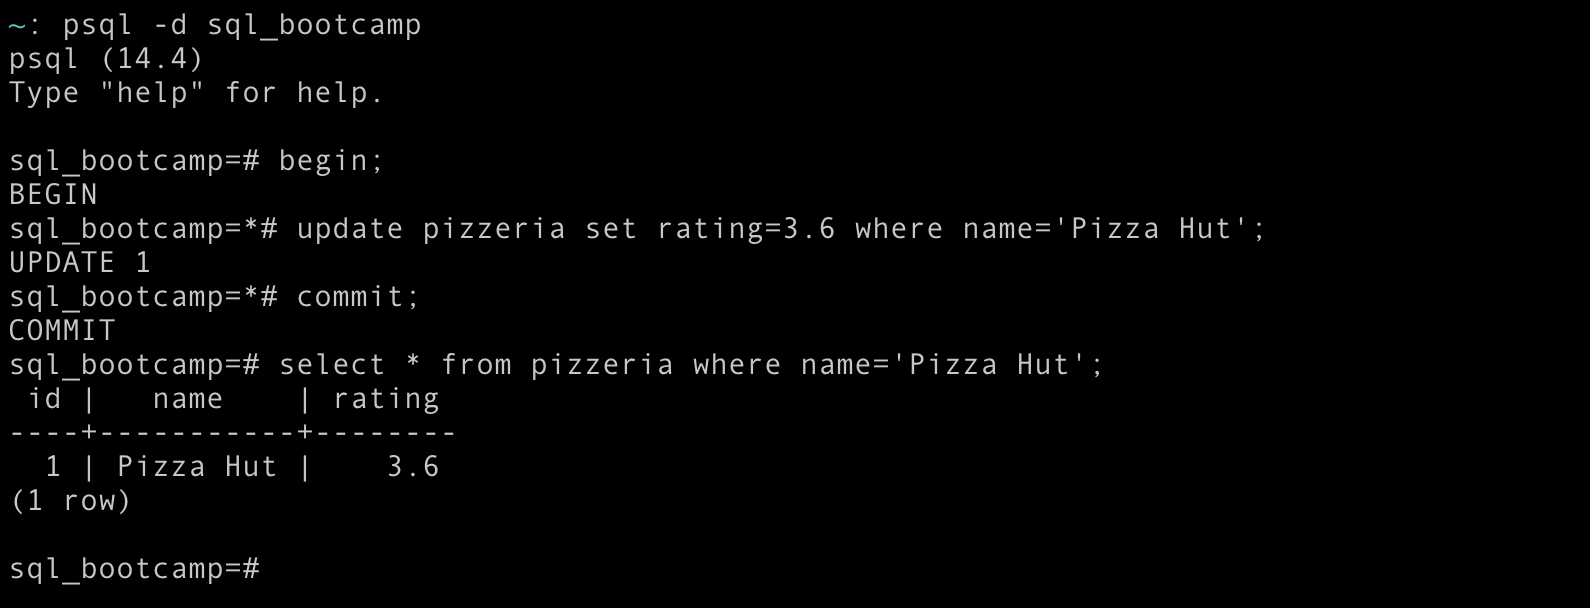 ~: psql -d sql_bootcamp
psql (14.4)
Type "help" for help.

sql_bootcamp=# begin;
BEGIN
sql_bootcamp=*# update pizzeria set rating=3.6 where name='Pizza Hut';
UPDATE 1
sql_bootcamp=*# commit;
COMMIT
sql_bootcamp=# select * from pizzeria where name='Pizza Hut';
 id |   name    | rating
----+-----------+--------
  1 | Pizza Hut |    3.6
(1 row)

sql_bootcamp=#